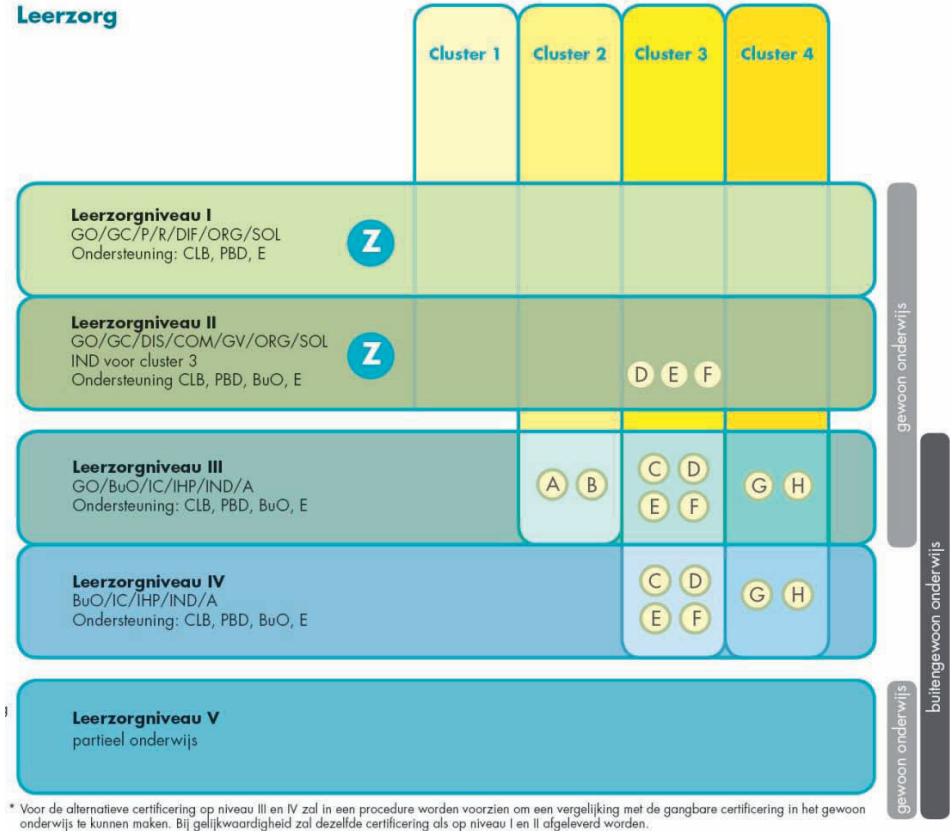 Leerzorg
Cluster 1 Cluster 2 Cluster 3 Cluster 4
Leerzorgniveau I
GO/GC/P/R/DIF/ORG/SOL
Ondersteuning: CLB, PBD, E
Z
Leerzorgniveau II
GO/GC/DIS/COM/GV/ORG/SOL
IND voor cluster 3
Ondersteuning CLB, PBD, BuO, E
Z
D E F
gewoon onderwijs
Leerzorgniveau III
GO/BuO/IC/IHP/IND/A
Ondersteuning: CLB, PBD, BuO, E
A B
C D
E F
G H
Leerzorgniveau IV
BuO/IC/IHP/IND/A
Ondersteuning: CLB, PBD, BuO, E
C D
E F
G H
buitengewoon onderwijs
Leerzorgniveau V
partieel onderwijs
gewoon onderwijs
* Voor de alternatieve certificering op niveau III en IV zal in een procedure worden voorzien om een vergelijking met de gangbare certificering in het gewoon
onderwijs te kunnen maken. Bij gelijkwaardigheid zal dezelfde certificering als op niveau I en II afgeleverd worden.